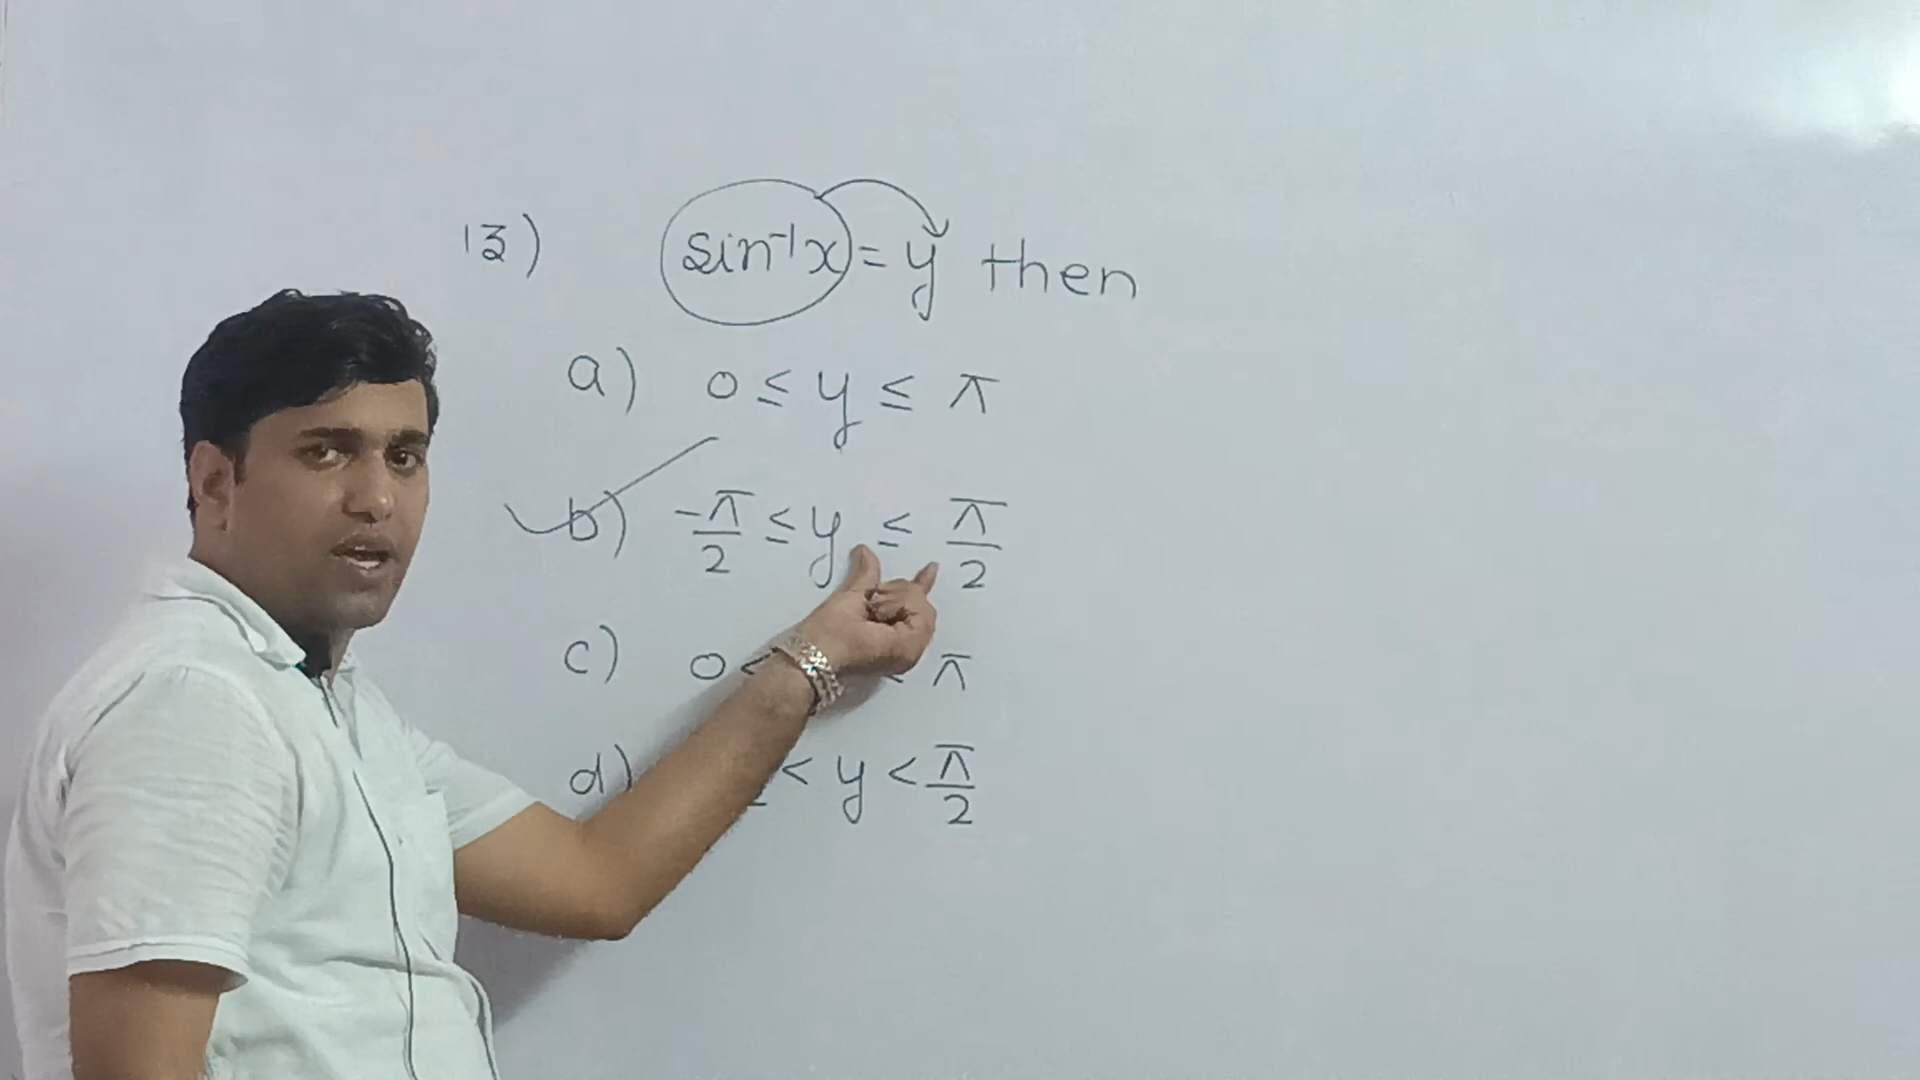 13) sin⁻¹x = y then
a) 0 ≤ y ≤ π
b) -π/2 ≤ y ≤ π/2
c) 0 < π
d) < y < π/2